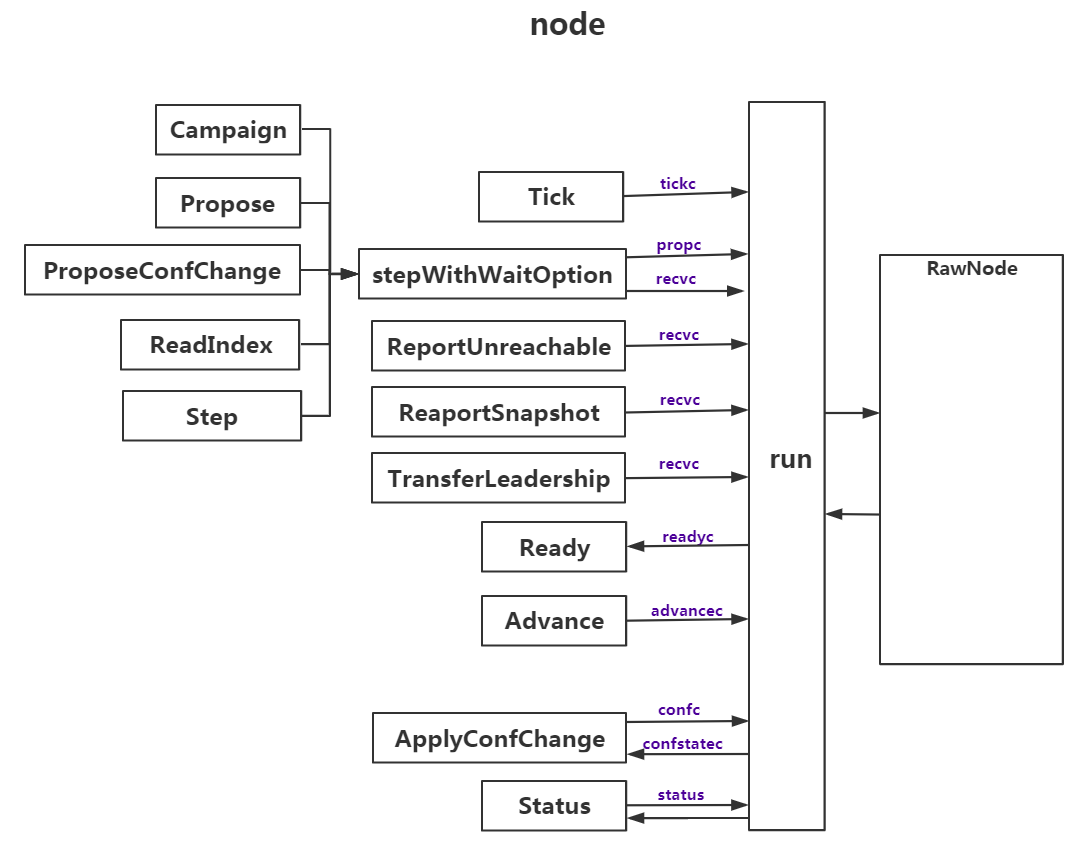 node
Campaign
Propose
ProposeConfChange
ReadIndex
Step
Tick
tickc
stepWithWaitOption
propc
recvc
ReportUnreachable
recvc
ReaportSnapshot
recvc
TransferLeadership
recvc
Ready
readyc
Advance
advancec
ApplyConfChange
confc
confstatec
Status
status
run
RawNode